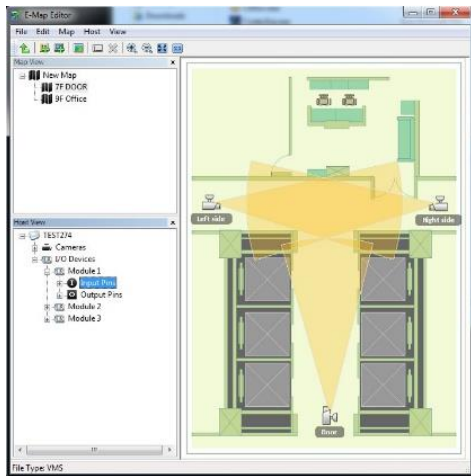 E-Map Editor
File Edit Map Host View
Map View
New Map
7F DOOR
9F Office
Host View
TEST274
Cameras
I/O Devices
Module 1
Input Pins
Output Pins
Module 2
Module 3
Left side
Right side
Door
File Type: VMS